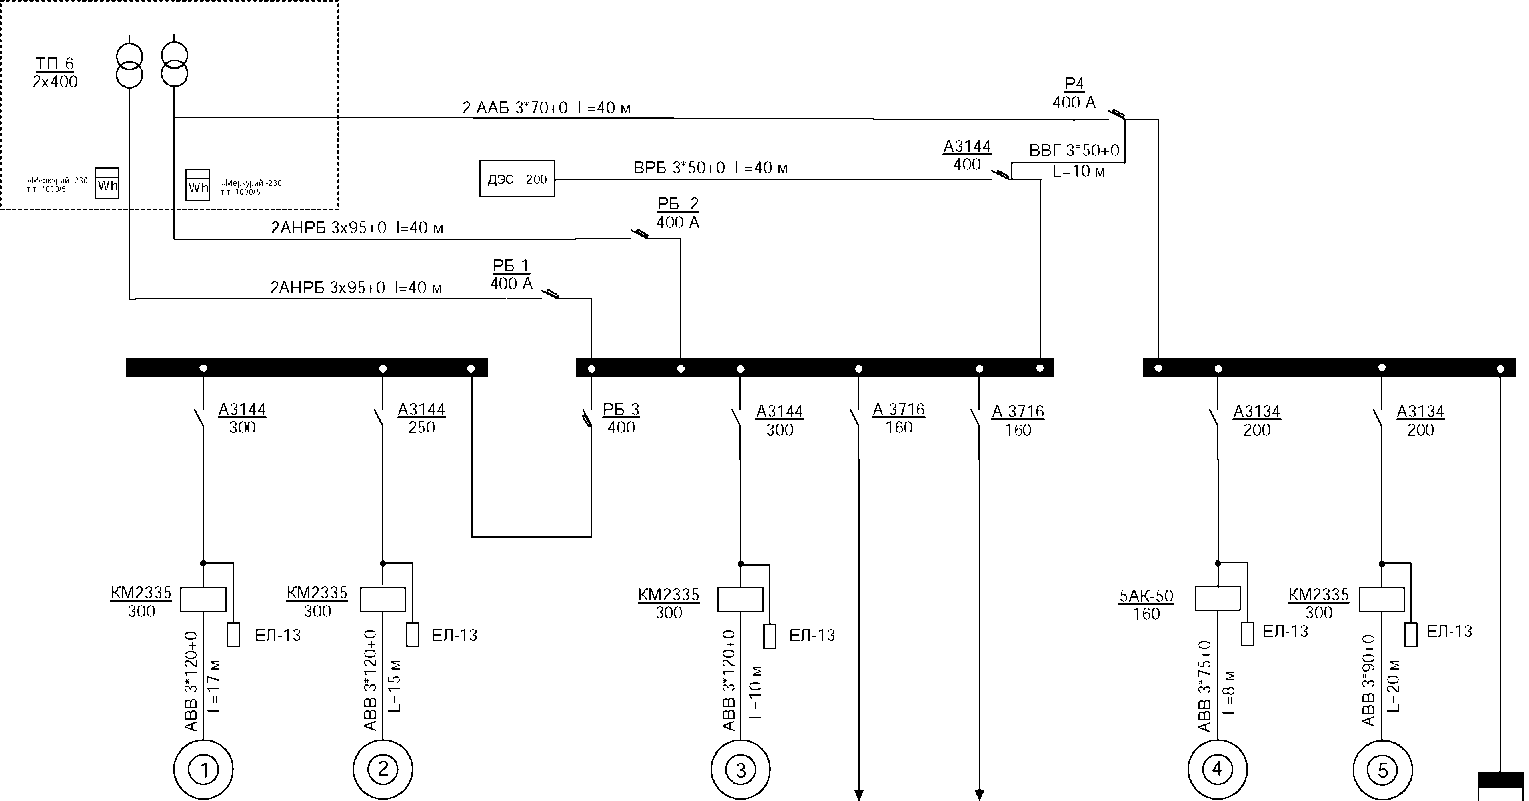 ТП 6
2х400
2 ААБ 3*70+0 l =40 м
Р4
400 А
А3144
400
ВВГ 3*50+0
L=10 м
ДЭС 200
ВРБ 3*50+0 l =40 м
Wh
Wh
«Меркурий -230
т.т. 1000/5
2АНРБ 3х95+0 l=40 м
РБ 2
400 А
2АНРБ 3х95+0 l=40 м
РБ 1
400 А
А3144
300
А3144
250
РБ 3
400
А3144
300
А 3716
160
А 3716
160
А3134
200
А3134
200
КМ2335
300
ЕЛ-13
КМ2335
300
ЕЛ-13
КМ2335
300
ЕЛ-13
5АК-50
160
ЕЛ-13
КМ2335
300
ЕЛ-13
АВВ 3*120+0
l =17 м
АВВ 3*120+0
L=15 м
АВВ 3*120+0
l =10 м
АВВ 3*75+0
l =8 м
АВВ 3*90+0
L=20 м
1
2
3
4
5